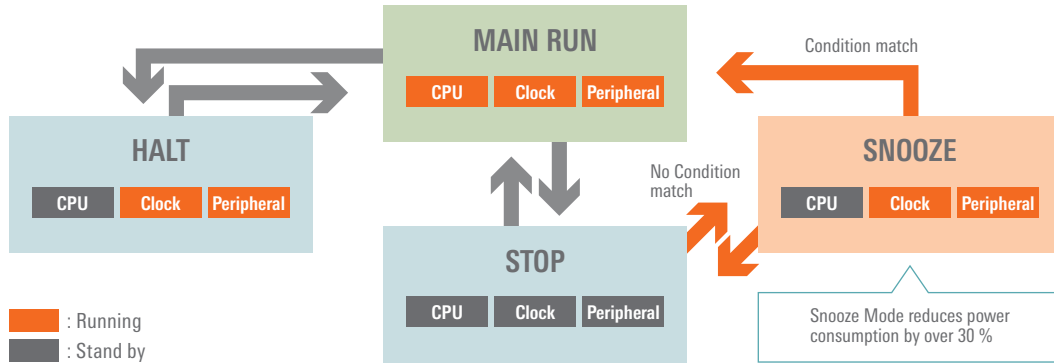 MAIN RUN
CPU Clock Peripheral
Condition match
HALT
CPU Clock Peripheral
SNOOZE
CPU Clock Peripheral
No Condition
match
STOP
CPU Clock Peripheral
: Running
: Stand by
Snooze Mode reduces power
consumption by over 30 %